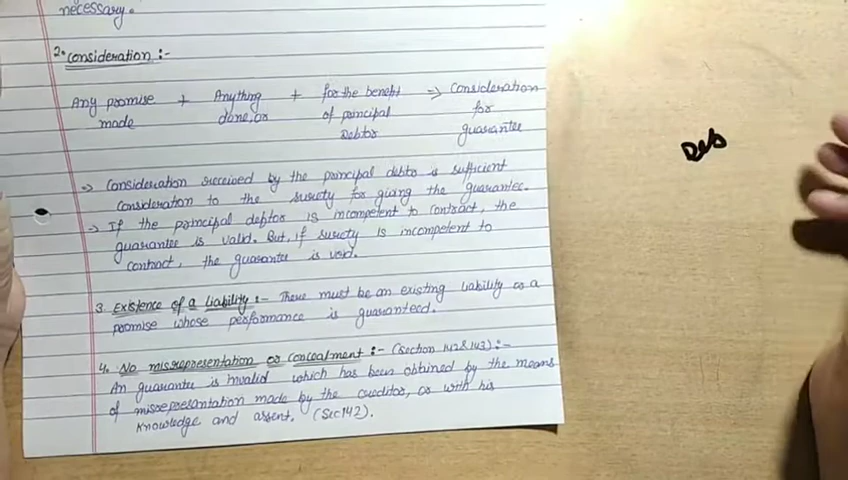 necessary.
2. Consideration :-
Any promise + Anything + for the benefit => Consideration
made done, or of principal for
Debtor guarantee
=> Consideration received by the principal debtor is sufficient
consideration to the surety for giving the guarantee.
-> If the principal debtor is incompetent to contract, the
guarantee is valid. But, if surety is incompetent to
contract, the guarantee is void.
3. Existence of a liability :- There must be an existing liability or a
promise whose performance is guaranteed.
4. No misrepresentation or concealment :- (Section 142 & 143) :-
An guarantee is invalid which has been obtained by the means
of misrepresantation made by the creditor, or with his
knowledge and assent. (Sec 142).
Deb